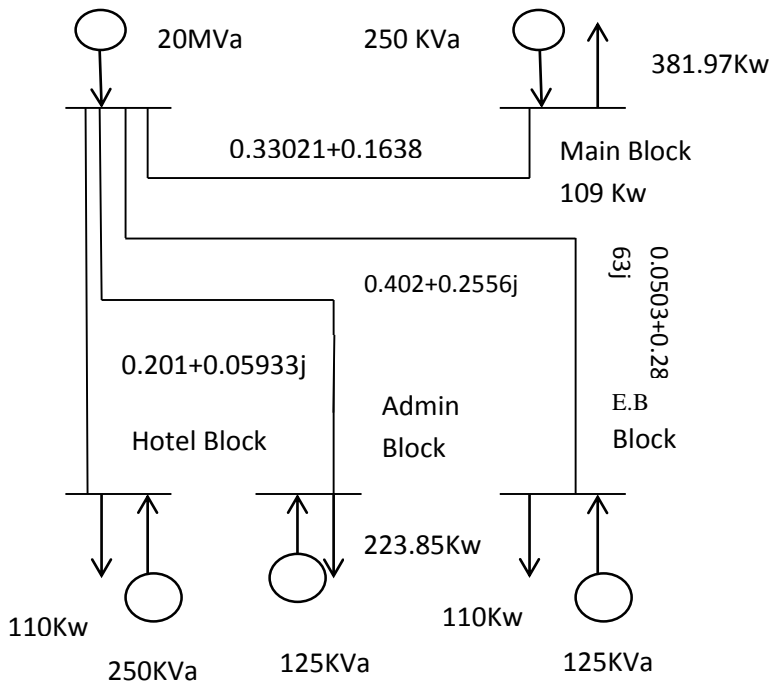 20MVa
250 KVa
381.97Kw
0.33021+0.1638
Main Block
109 Kw
0.0503+0.28
63j
0.402+0.2556j
0.201+0.05933j
Hotel Block
Admin
Block
E.B
Block
223.85Kw
110Kw
250KVa
125KVa
110Kw
125KVa